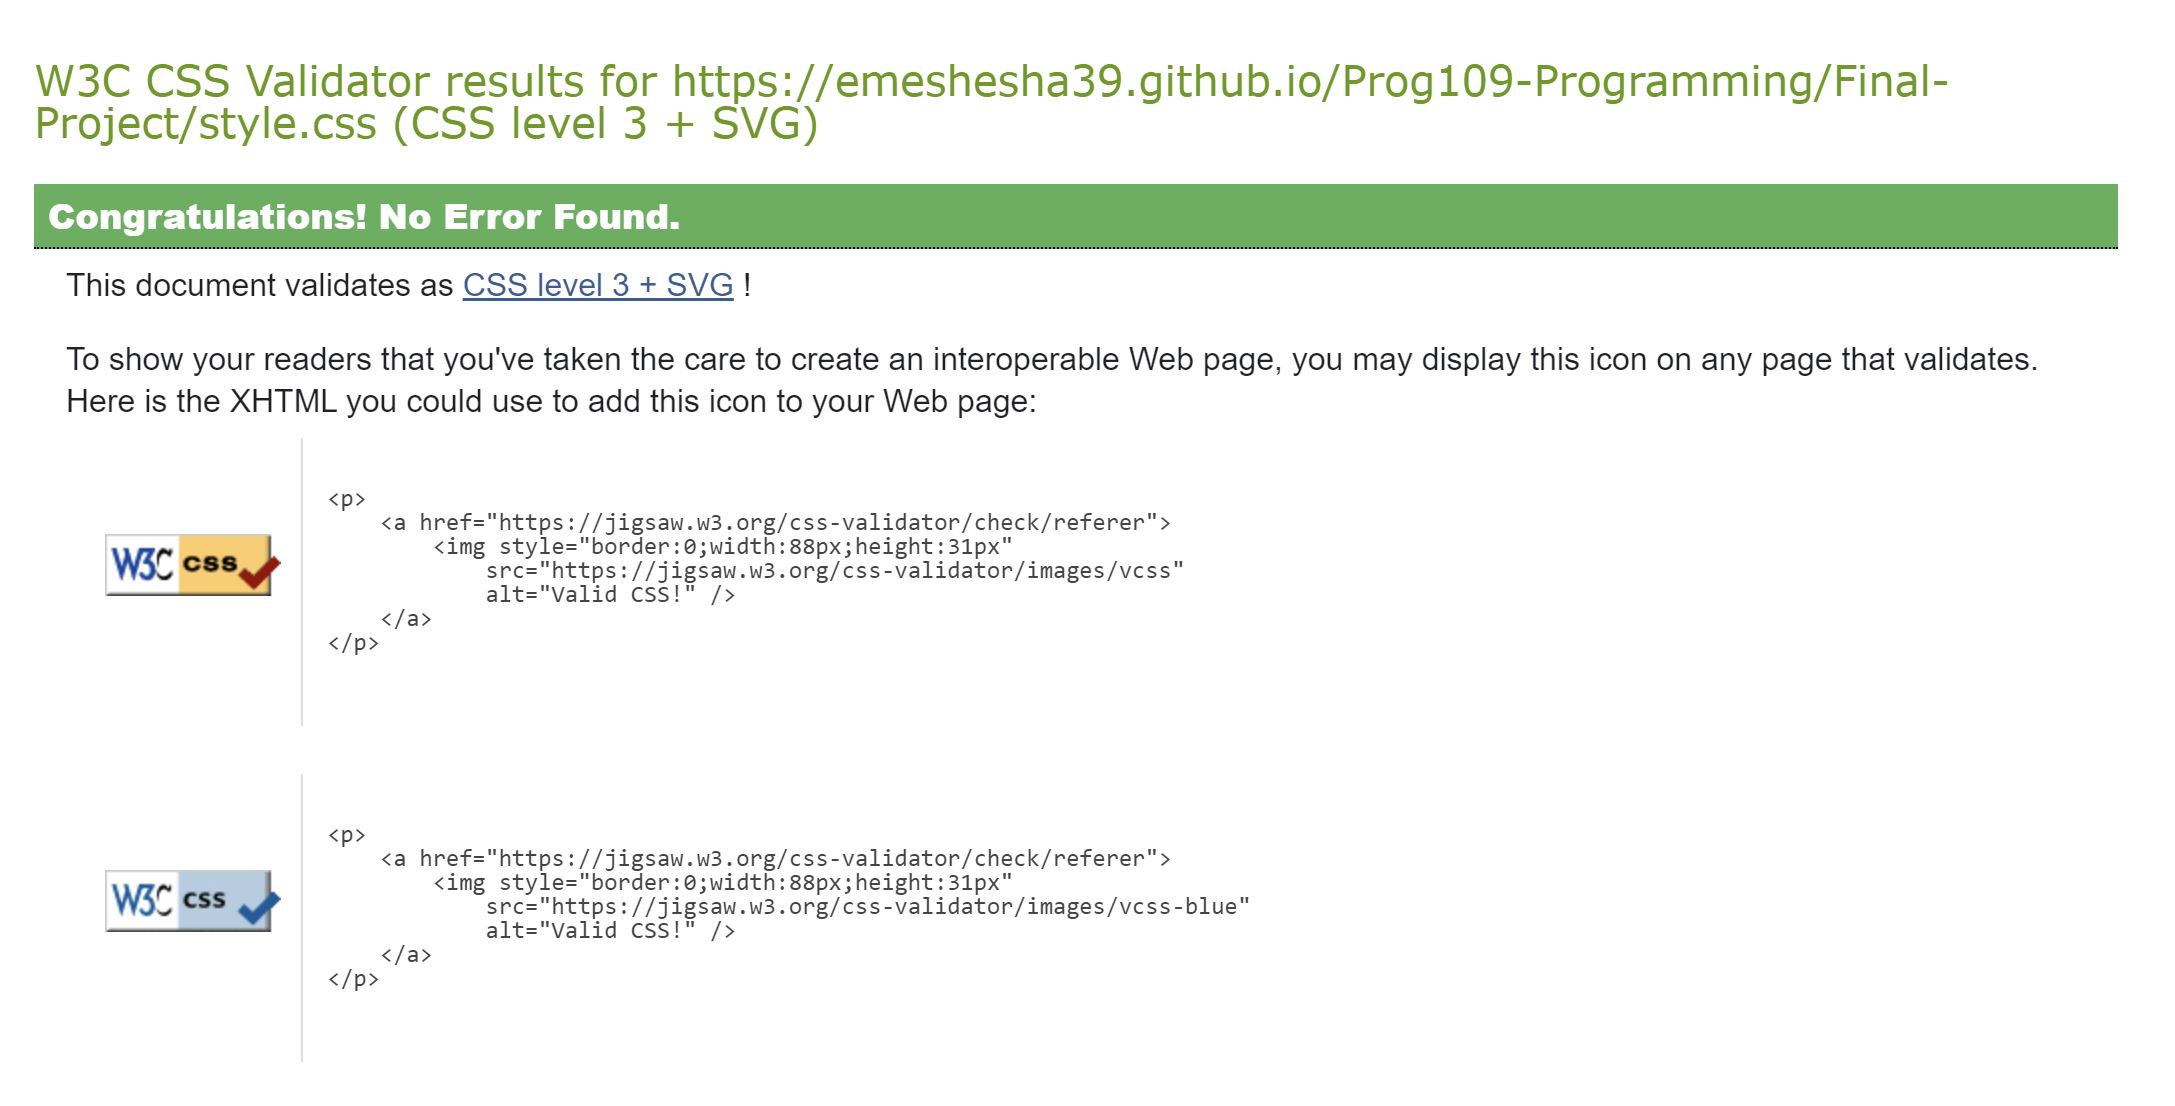 W3C CSS Validator results for https://emeshesha39.github.io/Prog109-Programming/Final-
Project/style.css (CSS level 3 + SVG)
Congratulations! No Error Found.
This document validates as CSS level 3 + SVG !
To show your readers that you've taken the care to create an interoperable Web page, you may display this icon on any page that validates.
Here is the XHTML you could use to add this icon to your Web page:
W3C css
<p>
    <a href="https://jigsaw.w3.org/css-validator/check/referer">
        <img style="border:0;width:88px;height:31px"
            src="https://jigsaw.w3.org/css-validator/images/vcss"
            alt="Valid CSS!" />
    </a>
</p>
W3C css
<p>
    <a href="https://jigsaw.w3.org/css-validator/check/referer">
        <img style="border:0;width:88px;height:31px"
            src="https://jigsaw.w3.org/css-validator/images/vcss-blue"
            alt="Valid CSS!" />
    </a>
</p>